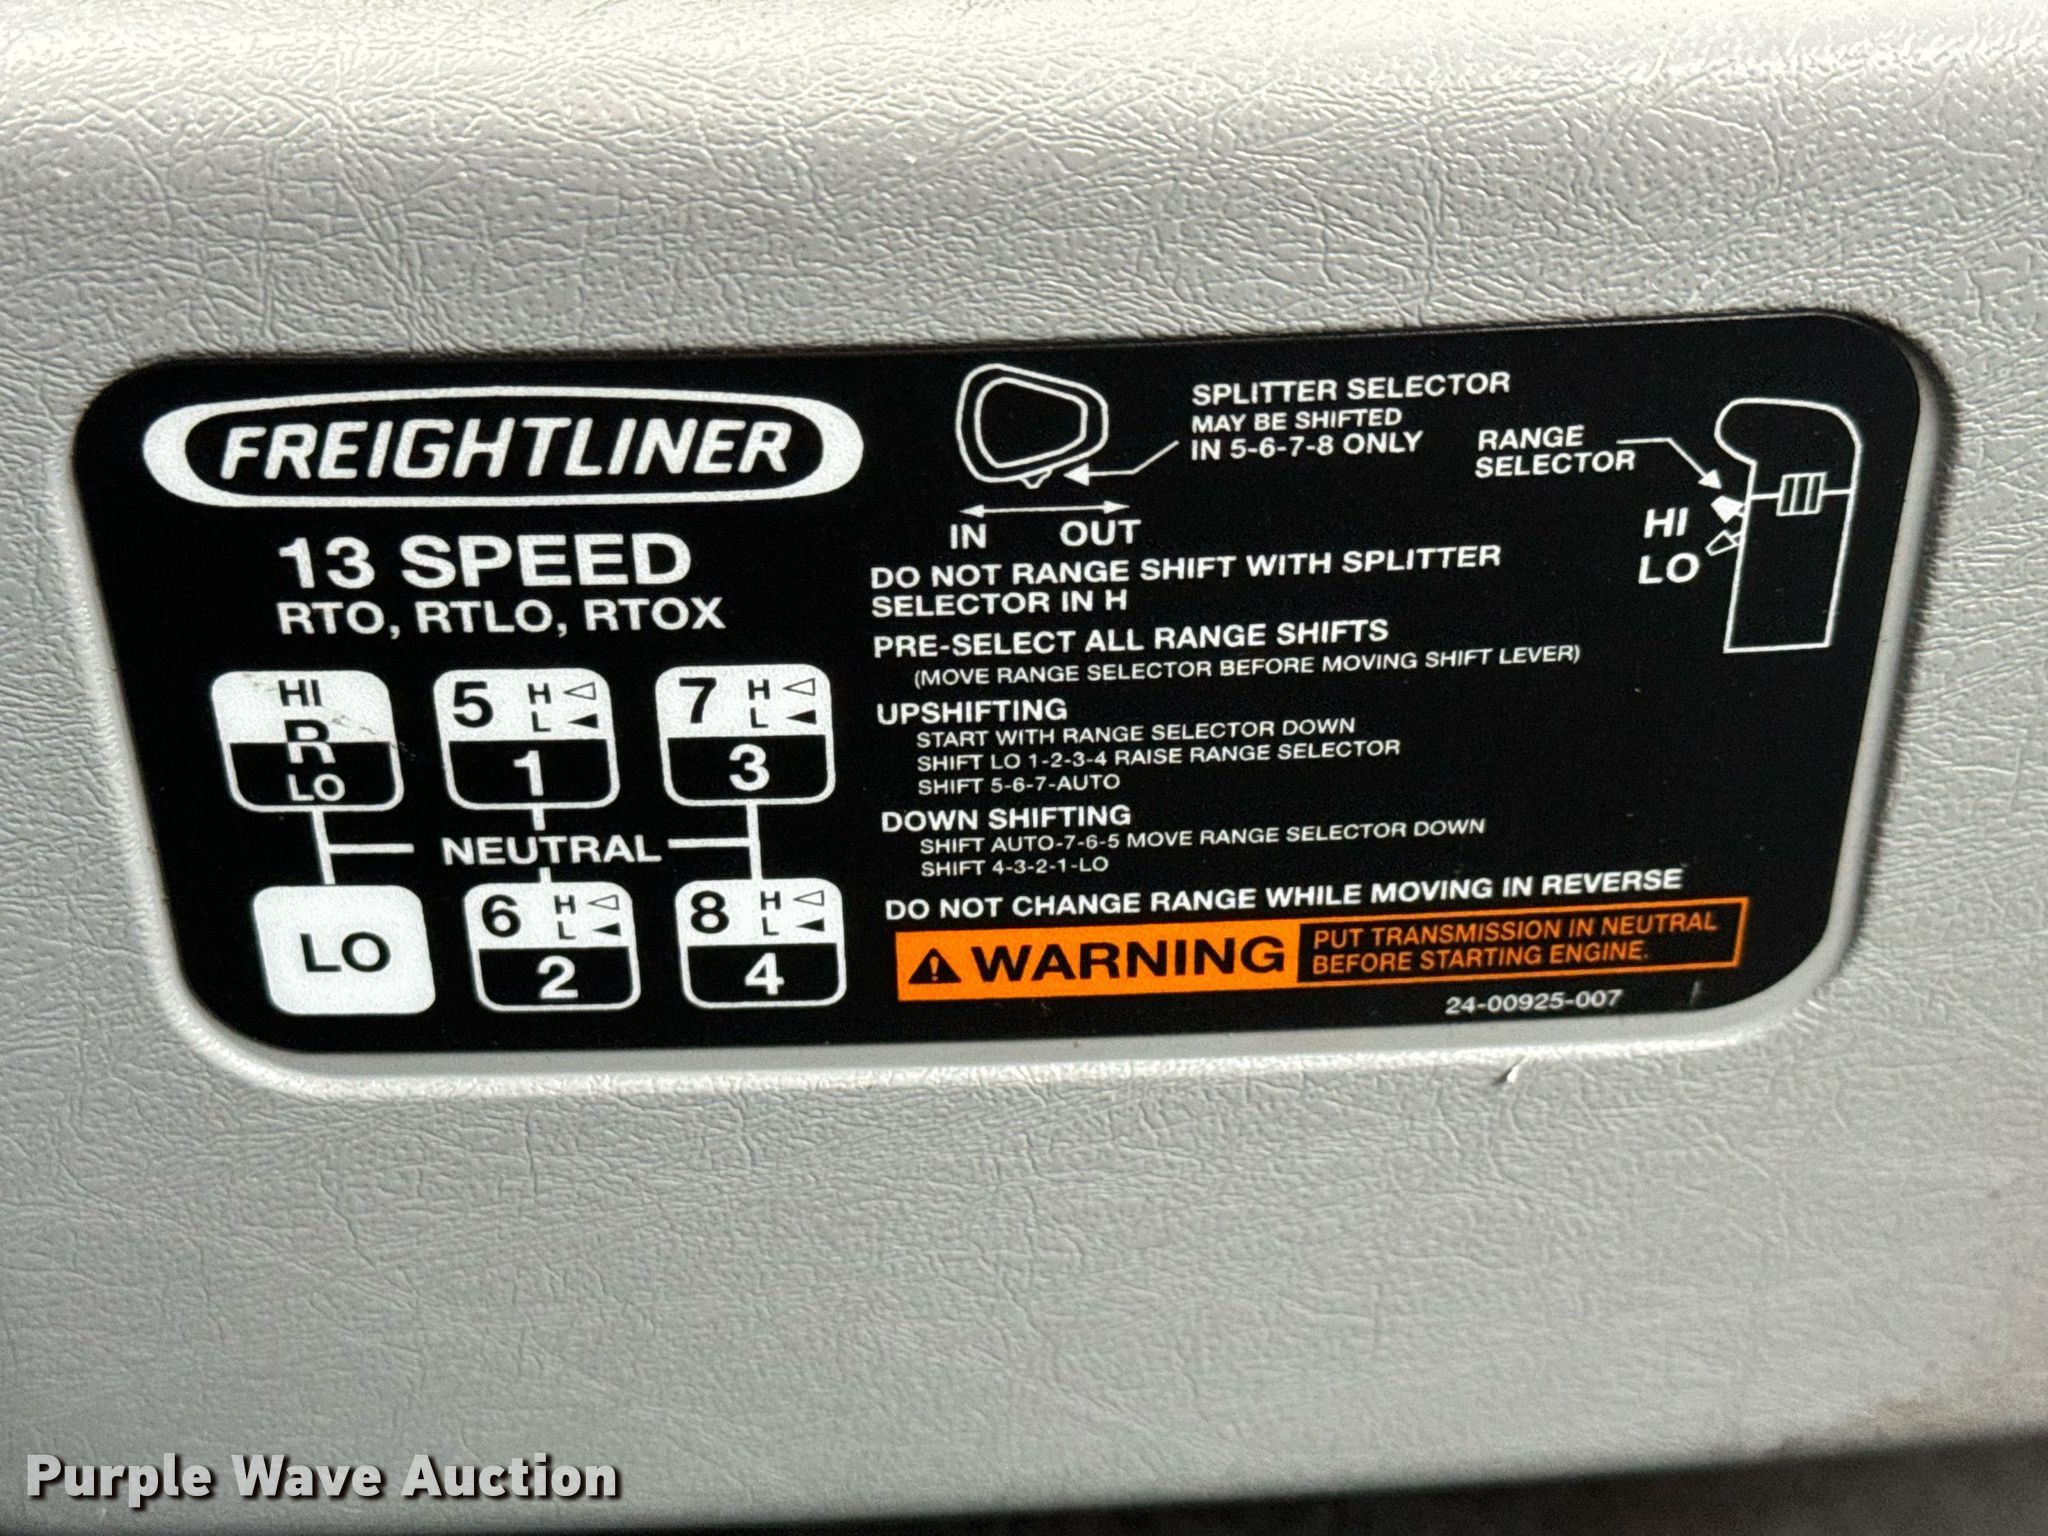 FREIGHTLINER
13 SPEED
RTO, RTLO, RTOX
HI
R
LO
5 H
L
1
7 H
L
3
NEUTRAL
LO
6 H
L
2
8 H
L
4
SPLITTER SELECTOR
MAY BE SHIFTED
IN 5-6-7-8 ONLY
IN OUT
RANGE
SELECTOR
HI
LO
DO NOT RANGE SHIFT WITH SPLITTER
SELECTOR IN H
PRE-SELECT ALL RANGE SHIFTS
(MOVE RANGE SELECTOR BEFORE MOVING SHIFT LEVER)
UPSHIFTING
START WITH RANGE SELECTOR DOWN
SHIFT LO 1-2-3-4 RAISE RANGE SELECTOR
SHIFT 5-6-7-AUTO
DOWN SHIFTING
SHIFT AUTO-7-6-5 MOVE RANGE SELECTOR DOWN
SHIFT 4-3-2-1-LO
DO NOT CHANGE RANGE WHILE MOVING IN REVERSE
WARNING
PUT TRANSMISSION IN NEUTRAL
BEFORE STARTING ENGINE.
24-00925-007
Purple Wave Auction